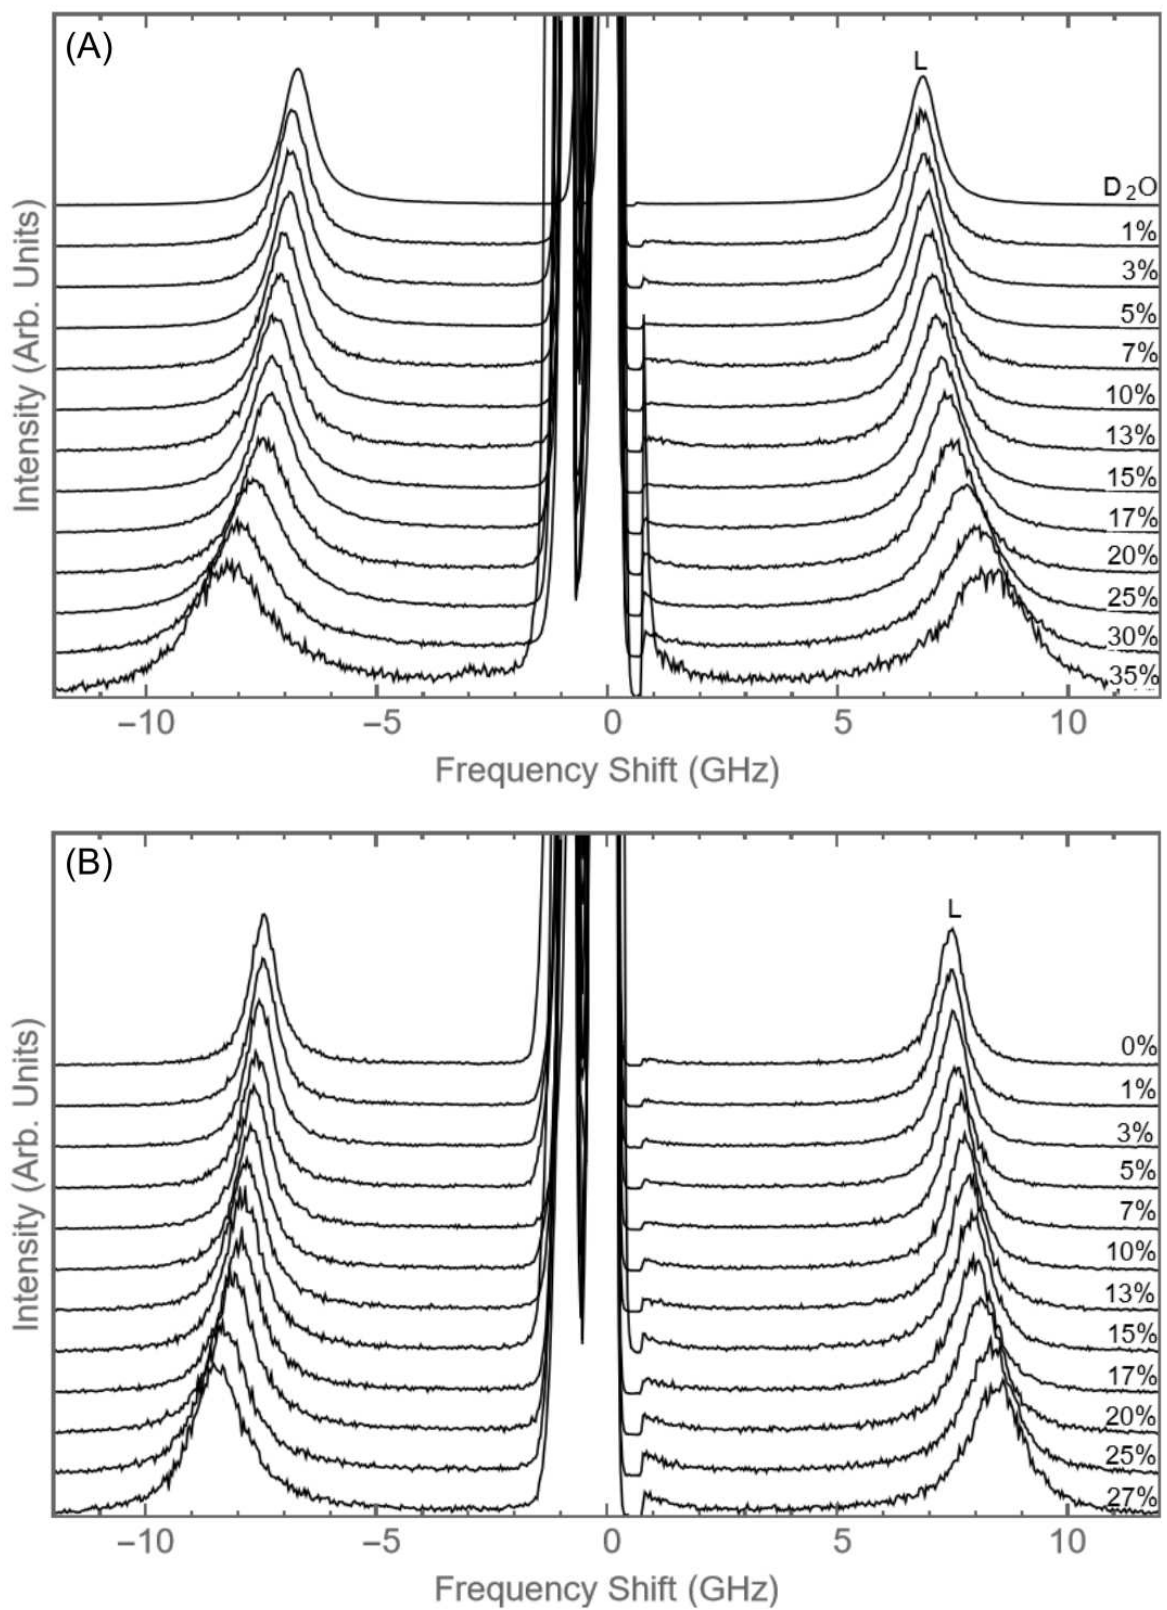 (A)
L
D2O
1%
3%
5%
7%
10%
13%
15%
17%
20%
25%
30%
35%
Intensity (Arb. Units)
−10 −5 0 5 10
Frequency Shift (GHz)
(B)
L
0%
1%
3%
5%
7%
10%
13%
15%
17%
20%
25%
27%
Intensity (Arb. Units)
−10 −5 0 5 10
Frequency Shift (GHz)